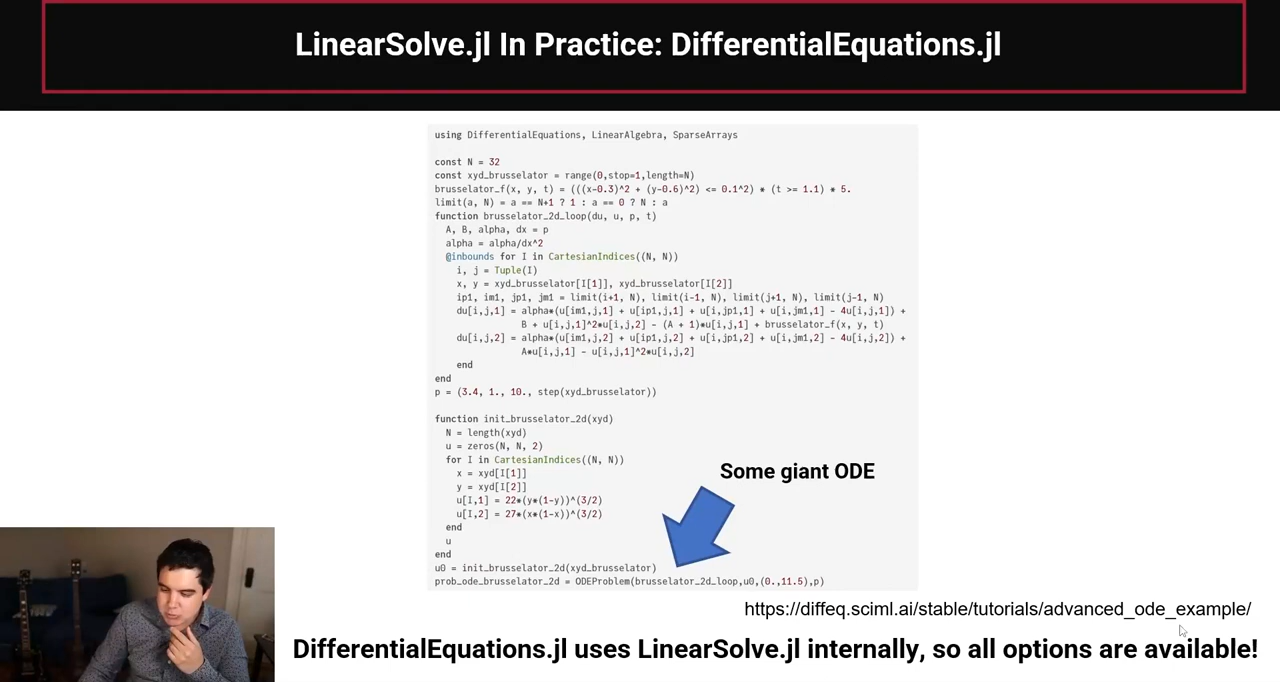 LinearSolve.jl In Practice: DifferentialEquations.jl
using DifferentialEquations, LinearAlgebra, SparseArrays
const N = 32
const xyd_brusselator = range(0,stop=1,length=N)
brusselator_f(x, y, t) = (((x-0.3)^2 + (y-0.6)^2) <= 0.1^2) * (t >= 1.1) * 5.
limit(a, N) = a == N+1 ? 1 : a == 0 ? N : a
function brusselator_2d_loop(du, u, p, t)
  A, B, alpha, dx = p
  alpha = alpha/dx^2
  @inbounds for I in CartesianIndices((N, N))
    i, j = Tuple(I)
    x, y = xyd_brusselator[I[1]], xyd_brusselator[I[2]]
    ip1, im1, jp1, jm1 = limit(i+1, N), limit(i-1, N), limit(j+1, N), limit(j-1, N)
    du[i,j,1] = alpha*(u[im1,j,1] + u[ip1,j,1] + u[i,jp1,1] + u[i,jm1,1] - 4u[i,j,1]) +
                B + u[i,j,1]^2*u[i,j,2] - (A + 1)*u[i,j,1] + brusselator_f(x, y, t)
    du[i,j,2] = alpha*(u[im1,j,2] + u[ip1,j,2] + u[i,jp1,2] + u[i,jm1,2] - 4u[i,j,2]) +
                A*u[i,j,1] - u[i,j,1]^2*u[i,j,2]
    end
end
p = (3.4, 1., 10., step(xyd_brusselator))
function init_brusselator_2d(xyd)
  N = length(xyd)
  u = zeros(N, N, 2)
  for I in CartesianIndices((N, N))
    x = xyd[I[1]]
    y = xyd[I[2]]
    u[I,1] = 22*(y*(1-y))^(3/2)
    u[I,2] = 27*(x*(1-x))^(3/2)
  end
  u
end
u0 = init_brusselator_2d(xyd_brusselator)
prob_ode_brusselator_2d = ODEProblem(brusselator_2d_loop,u0,(0.,11.5),p)
Some giant ODE
https://diffeq.sciml.ai/stable/tutorials/advanced_ode_example/
DifferentialEquations.jl uses LinearSolve.jl internally, so all options are available!